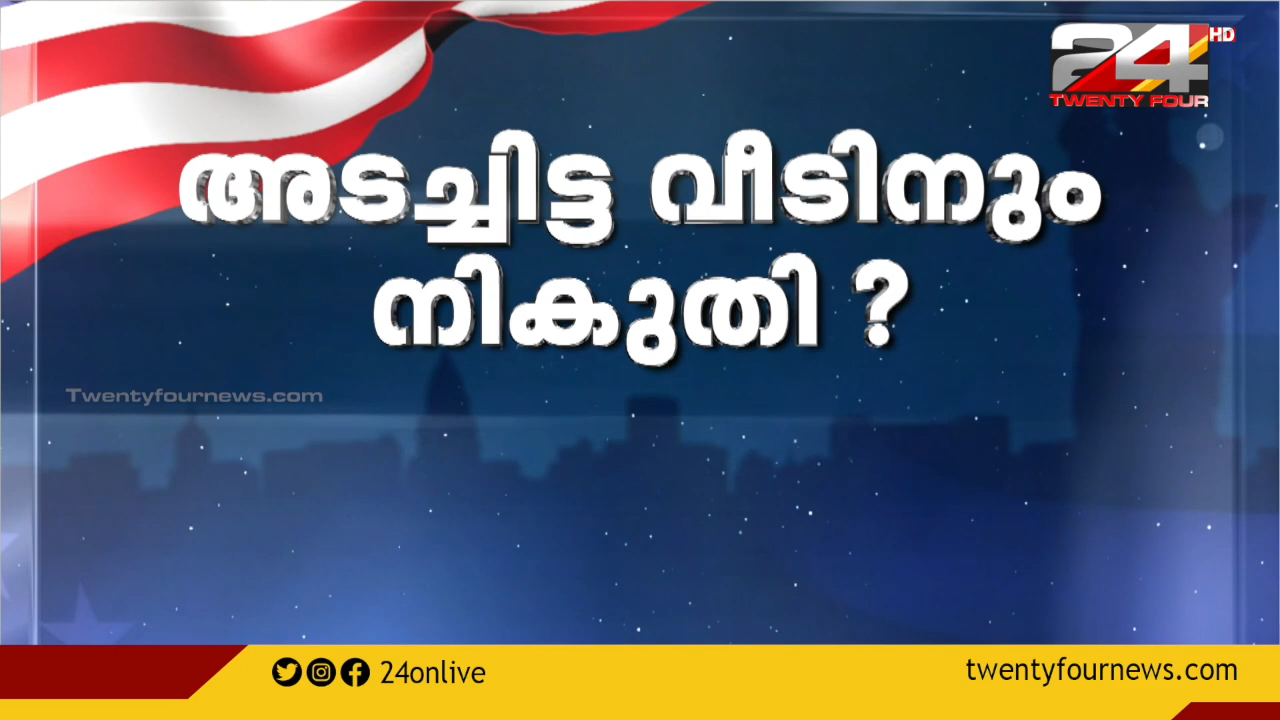 24 HD
TWENTY FOUR
അടച്ചിട്ട വീടിനും
നികുതി ?
Twentyfournews.com
24onlive
twentyfournews.com